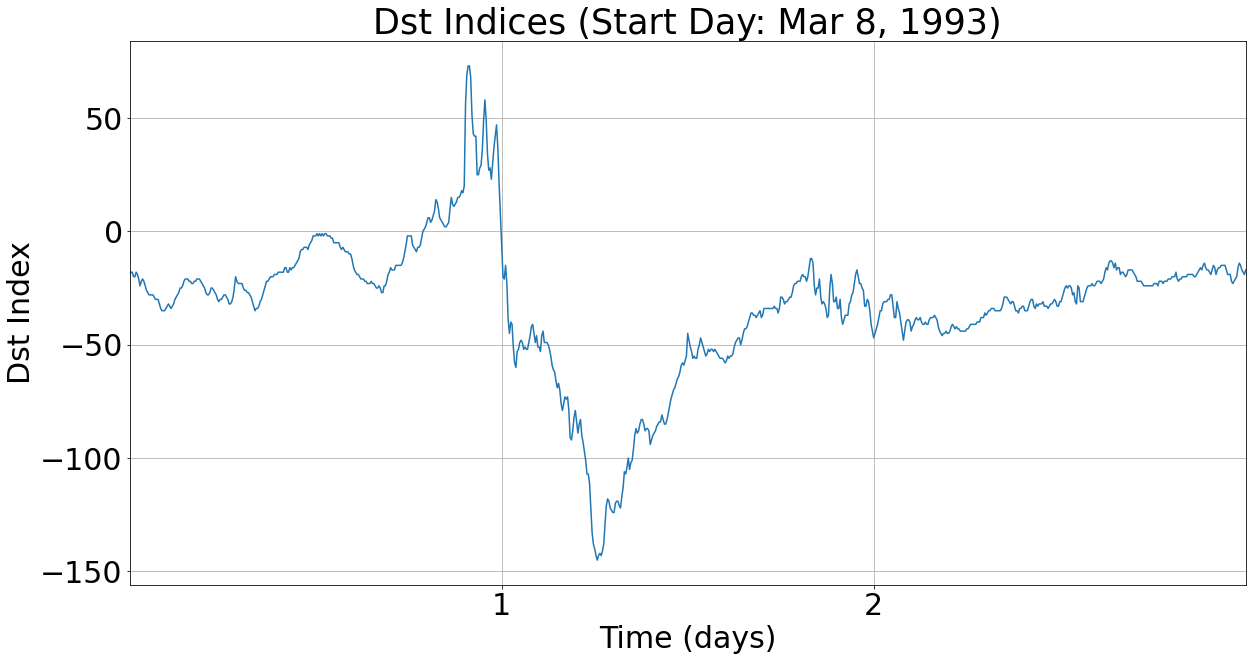 Dst Indices (Start Day: Mar 8, 1993)
50
0
−50
−100
−150
Dst Index
1 2
Time (days)